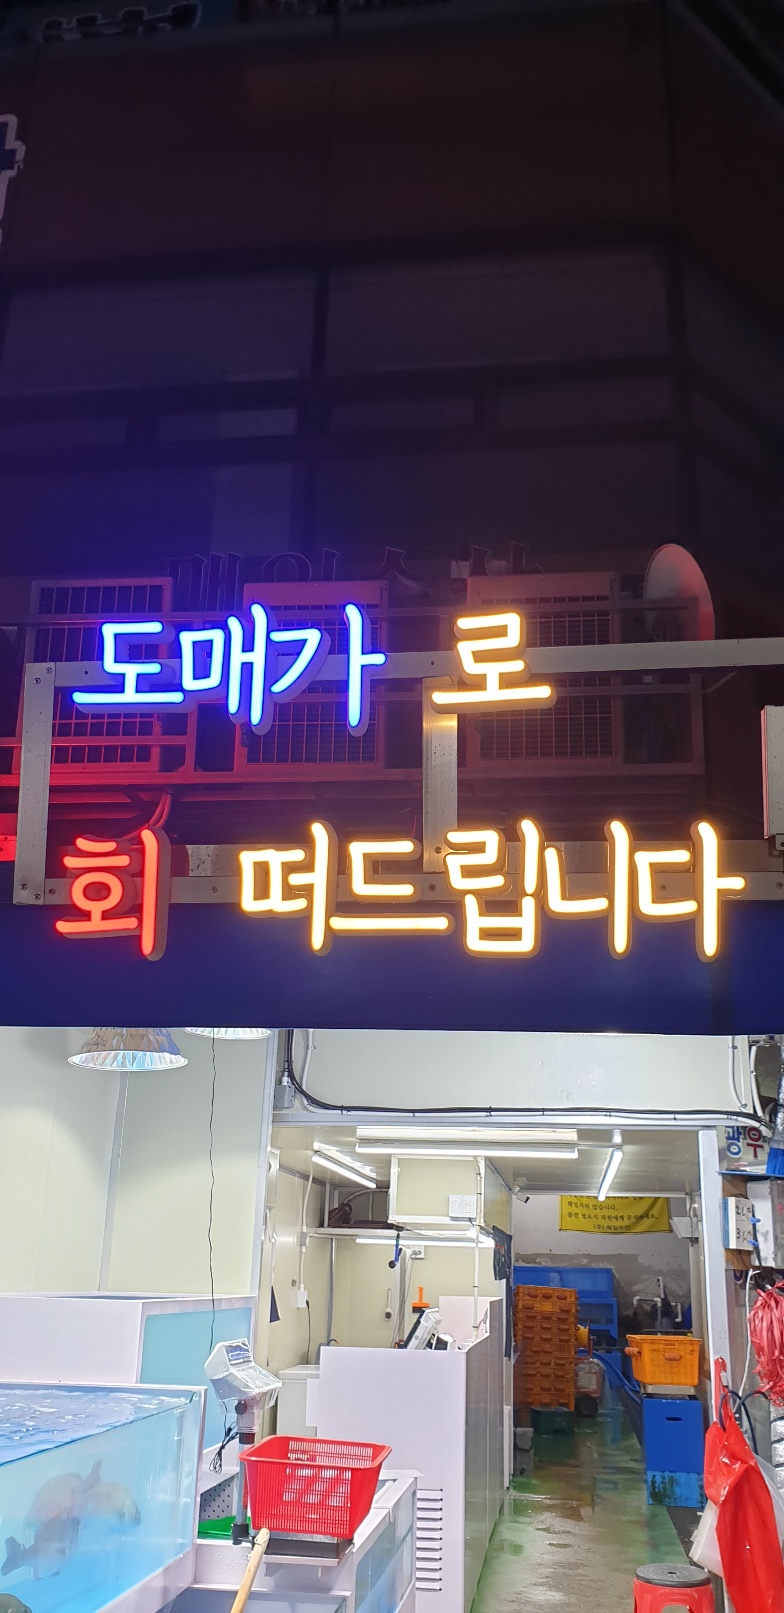 도매가 로
회 떠드립니다